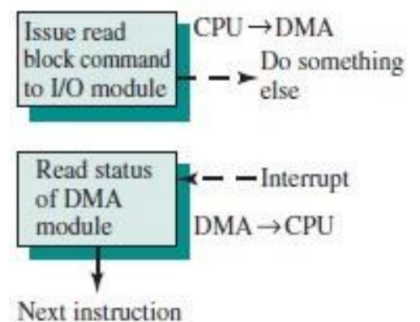 Issue read
block command
to I/O module
CPU → DMA
Do something
else
Read status
of DMA
module
Interrupt
DMA → CPU
Next instruction